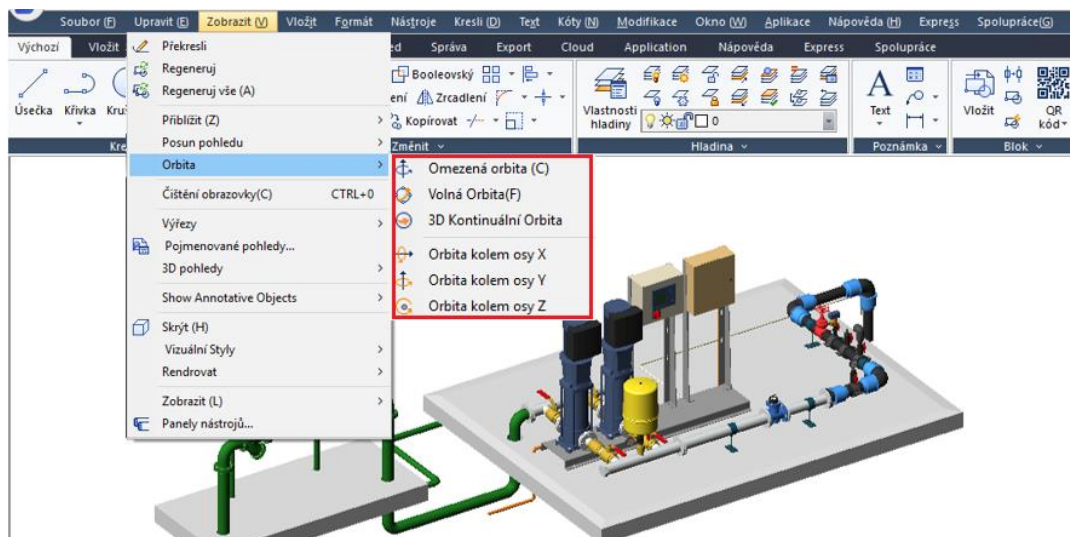 Soubor (F) Upravit (E) Zobrazit (V) Vložit Formát Nástroje Kresli (D) Text Kóty (N) Modifikace Okno (W) Aplikace Nápověda (H) Express Spolupráce(G)
Výchozí Vložit Správa Export Cloud Application Nápověda Express Spolupráce
Překresli
Regeneruj
Regeneruj vše (A)
Přiblížit (Z)
Posun pohledu
Orbita
Čištění obrazovky(C) CTRL+0
Výřezy
Pojmenované pohledy...
3D pohledy
Show Annotative Objects
Skrýt (H)
Vizuální Styly
Rendrovat
Zobrazit (L)
Panely nástrojů...
Omezená orbita (C)
Volná Orbita(F)
3D Kontinuální Orbita
Orbita kolem osy X
Orbita kolem osy Y
Orbita kolem osy Z
Úsečka Křivka
Booleovský
Zrcadlení
Kopírovat
Změnit
Vlastnosti
hladiny
0
Hladina
Text
Poznámka
Vložit
QR
kód
Blok